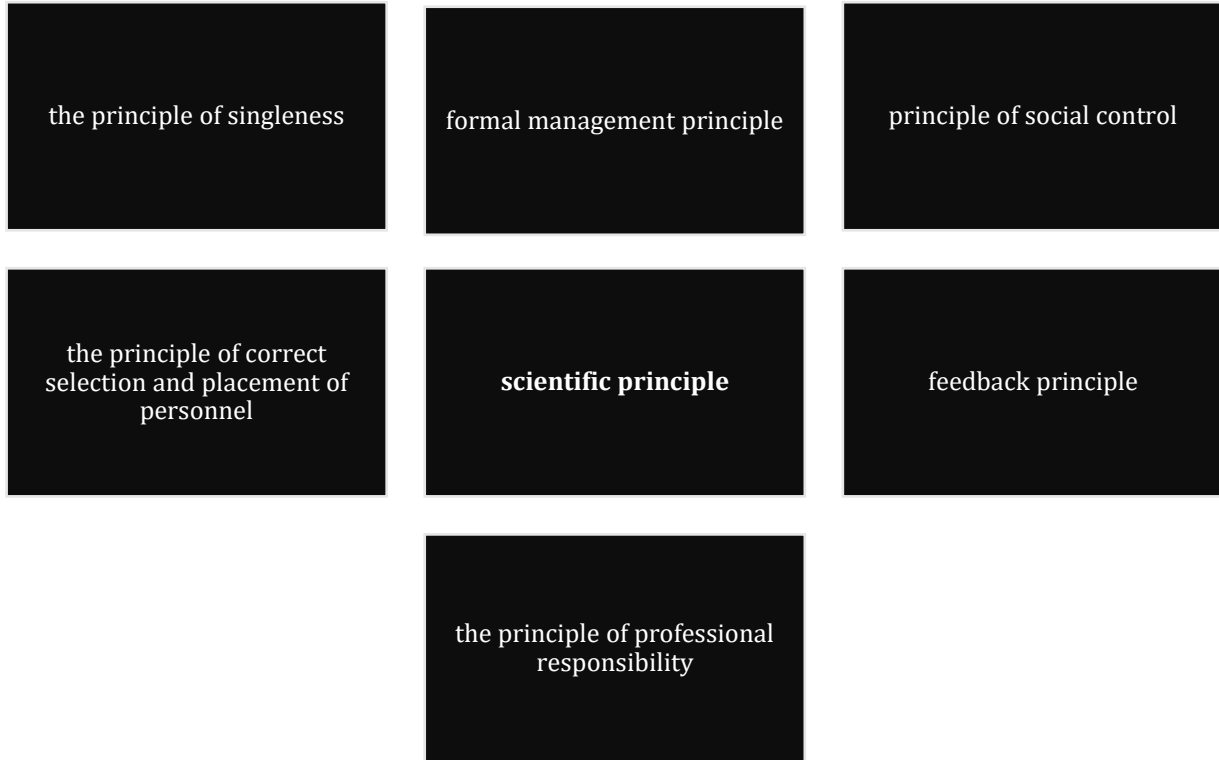 the principle of singleness
formal management principle
principle of social control
the principle of correct
selection and placement of
personnel
scientific principle
feedback principle
the principle of professional
responsibility